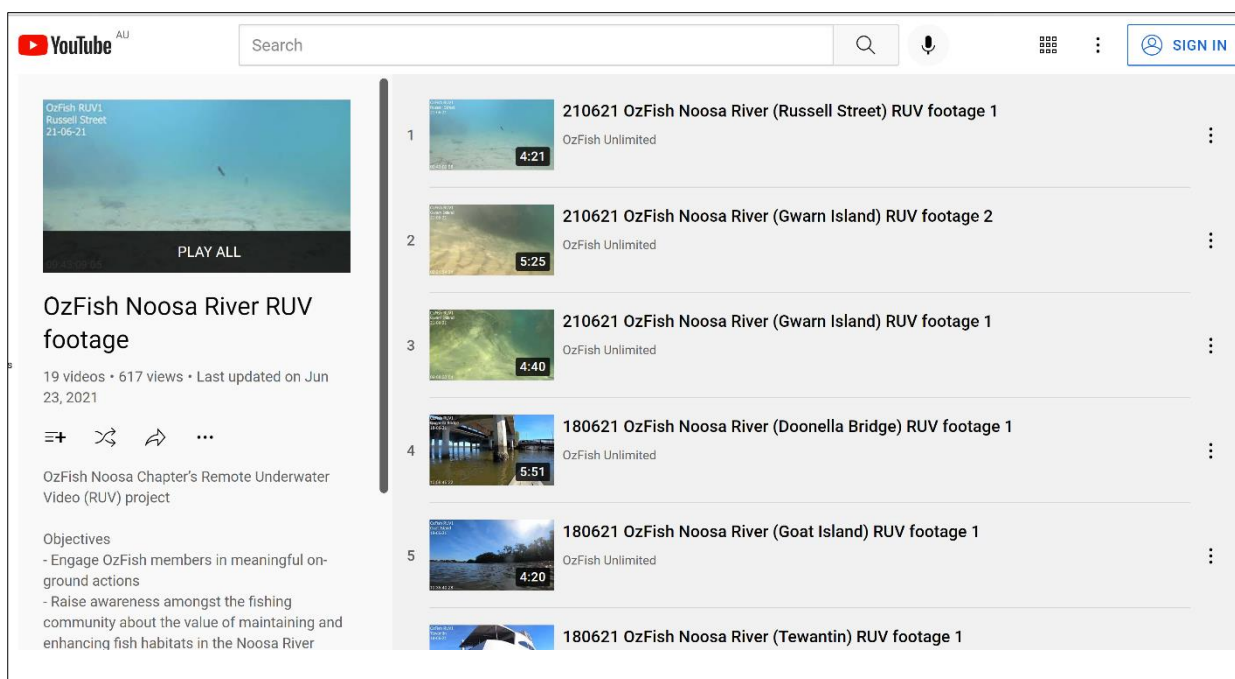 YouTube AU
Search
SIGN IN
OzFish RUV1
Russell Street
21-06-21
PLAY ALL
OzFish Noosa River RUV
footage
19 videos • 617 views • Last updated on Jun
23, 2021
OzFish Noosa Chapter's Remote Underwater
Video (RUV) project
Objectives
- Engage OzFish members in meaningful on-
ground actions
- Raise awareness amongst the fishing
community about the value of maintaining and
enhancing fish habitats in the Noosa River
1
210621 OzFish Noosa River (Russell Street) RUV footage 1
OzFish Unlimited
4:21
2
210621 OzFish Noosa River (Gwarn Island) RUV footage 2
OzFish Unlimited
5:25
3
210621 OzFish Noosa River (Gwarn Island) RUV footage 1
OzFish Unlimited
4:40
4
180621 OzFish Noosa River (Doonella Bridge) RUV footage 1
OzFish Unlimited
5:51
5
180621 OzFish Noosa River (Goat Island) RUV footage 1
OzFish Unlimited
4:20
180621 OzFish Noosa River (Tewantin) RUV footage 1